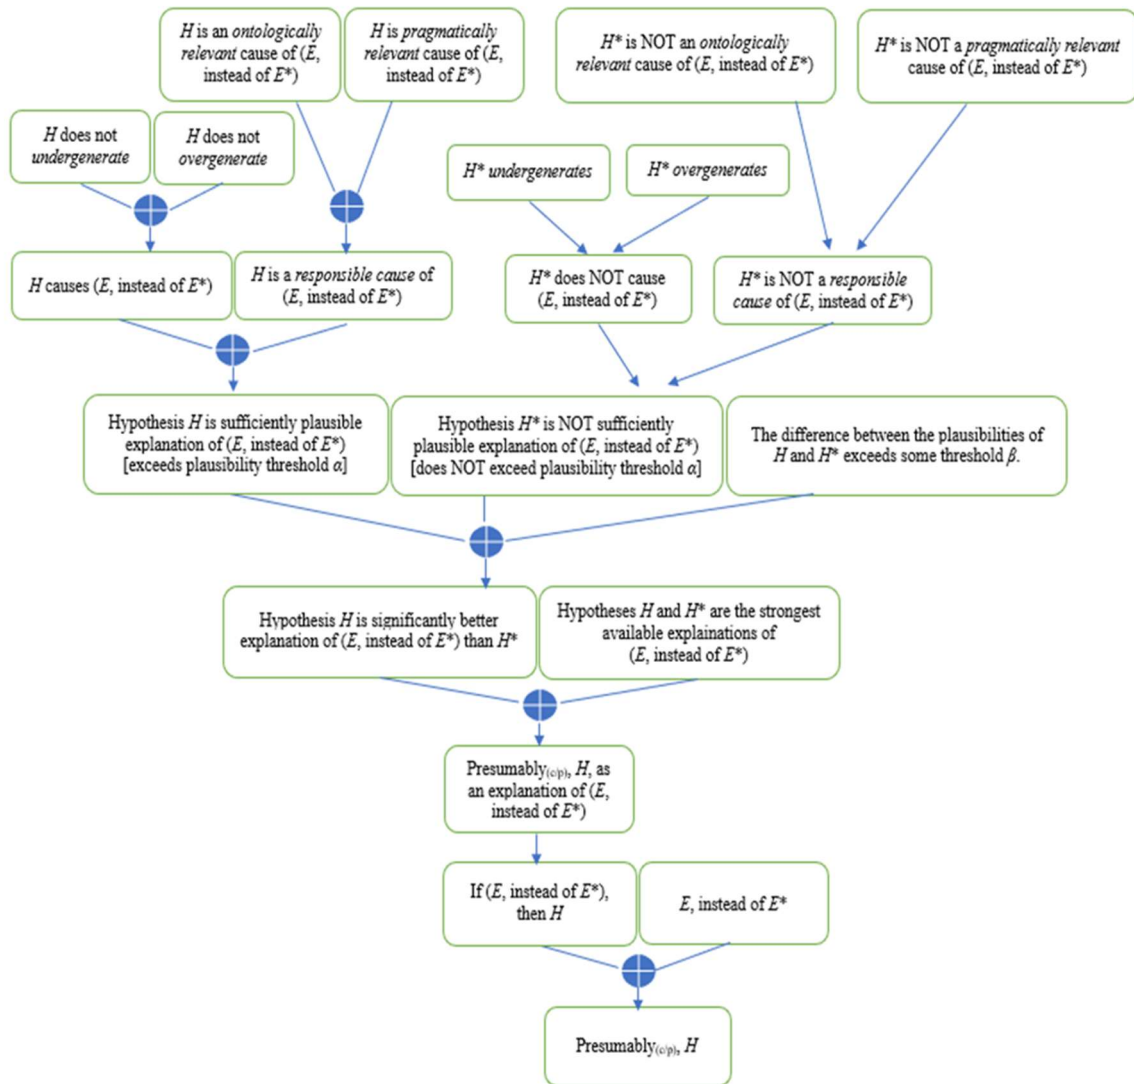 H is an ontologically
relevant cause of (E,
instead of E*)
H is pragmatically
relevant cause of (E,
instead of E*)
H* is NOT an ontologically
relevant cause of (E, instead of E*)
H* is NOT a pragmatically relevant
cause of (E, instead of E*)
H does not
undergenerate
H does not
overgenerate
H* undergenerates
H* overgenerates
H causes (E, instead of E*)
H is a responsible cause of
(E, instead of E*)
H* does NOT cause
(E, instead of E*)
H* is NOT a responsible
cause of (E, instead of E*)
Hypothesis H is sufficiently plausible
explanation of (E, instead of E*)
[exceeds plausibility threshold α]
Hypothesis H* is NOT sufficiently
plausible explanation of (E, instead of E*)
[does NOT exceed plausibility threshold α]
The difference between the plausibilities of
H and H* exceeds some threshold β.
Hypothesis H is significantly better
explanation of (E, instead of E*) than H*
Hypotheses H and H* are the strongest
available explainations of
(E, instead of E*)
Presumably(c/p), H, as
an explanation of (E,
instead of E*)
If (E, instead of E*),
then H
E, instead of E*
Presumably(c/p), H